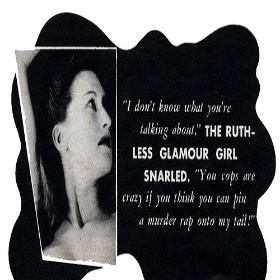 "I don't know what you're
talking about," THE RUTH-
LESS GLAMOUR GIRL
SNARLED. "You cops are
crazy if you think you can pin
a murder rap onto my tail!"